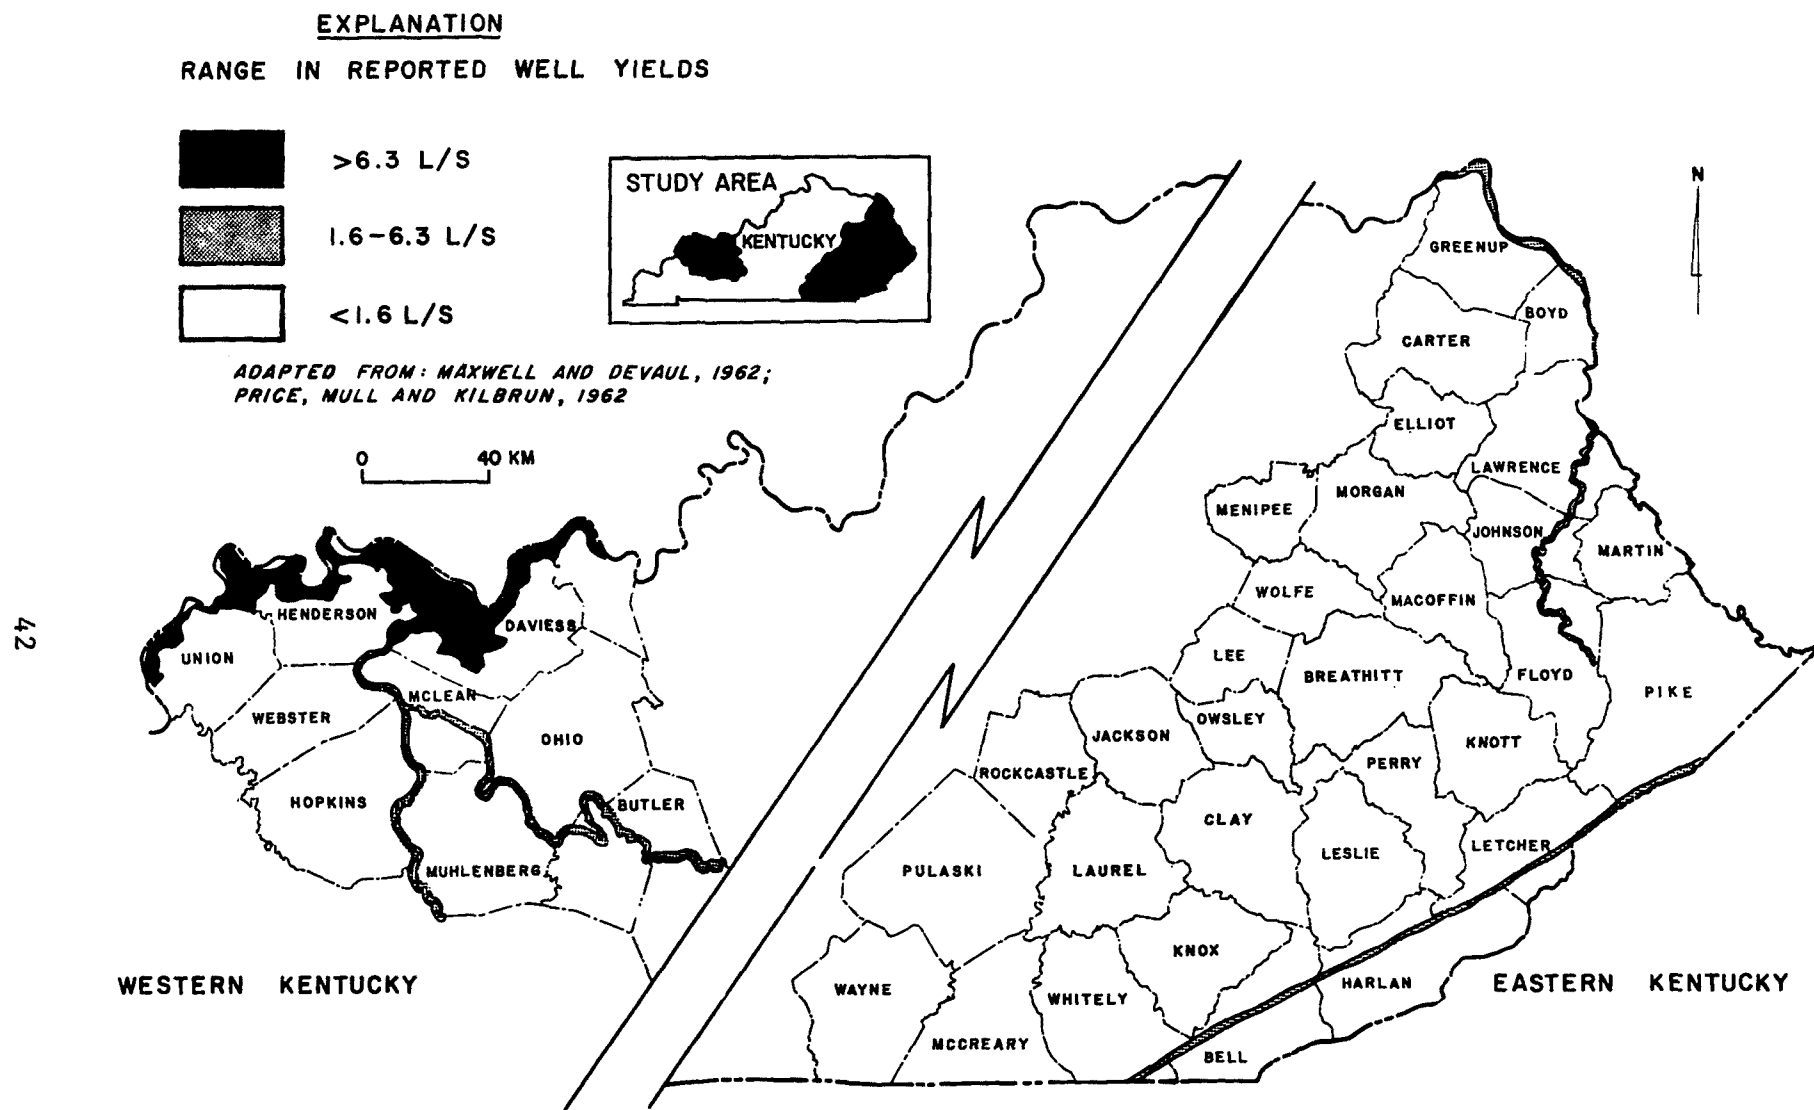 EXPLANATION
RANGE IN REPORTED WELL YIELDS
>6.3 L/S
1.6-6.3 L/S
<1.6 L/S
ADAPTED FROM: MAXWELL AND DEVAUL, 1962;
PRICE, MULL AND KILBRUN, 1962
STUDY AREA
KENTUCKY
0 40 KM
N
42
HENDERSON
DAVIESS
UNION
MCLEAN
WEBSTER
OHIO
HOPKINS
BUTLER
MUHLENBERG
WESTERN KENTUCKY
GREENUP
BOYD
CARTER
ELLIOT
LAWRENCE
MORGAN
MENIPEE
JOHNSON
MARTIN
WOLFE
MACOFFIN
LEE
BREATHITT
FLOYD
PIKE
OWSLEY
JACKSON
KNOTT
PERRY
ROCKCASTLE
CLAY
LETCHER
LESLIE
PULASKI
LAUREL
KNOX
HARLAN
WAYNE
WHITELY
MCCREARY
BELL
EASTERN KENTUCKY